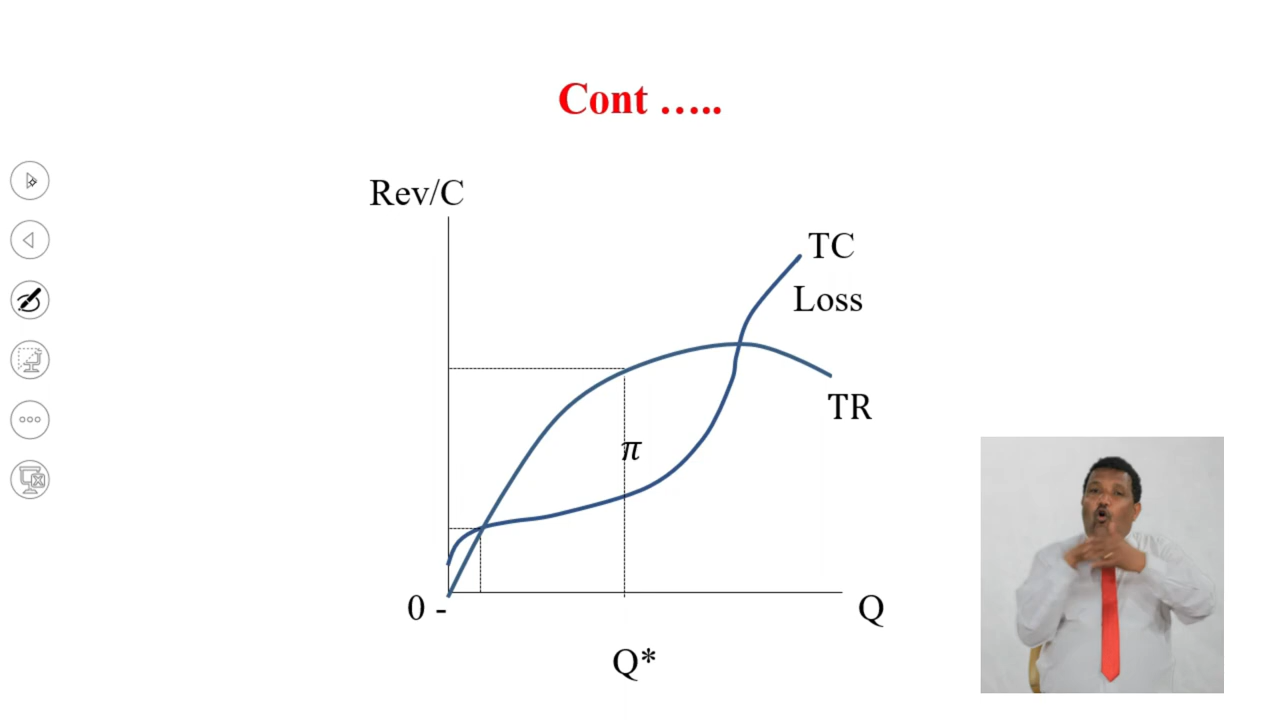 Cont …..
Rev/C
TC
Loss
TR
π
0 -
Q
Q*